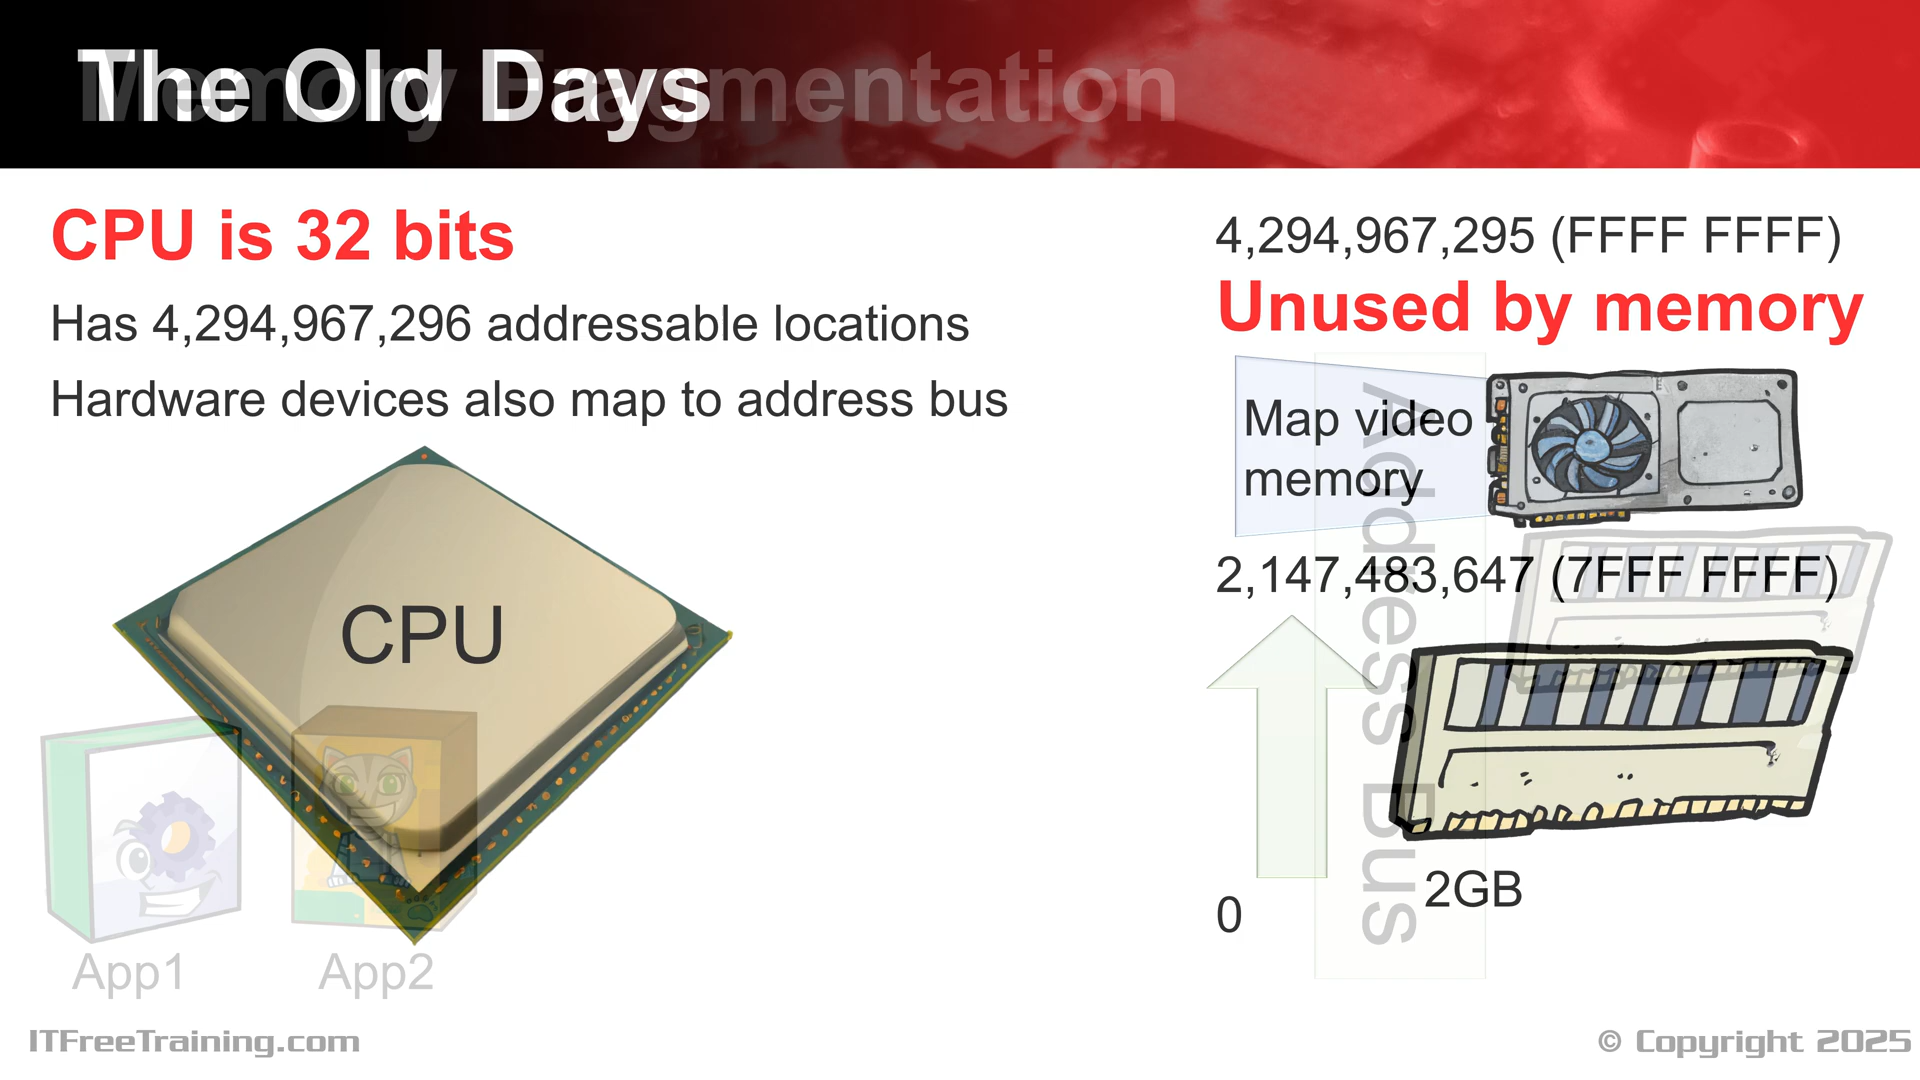 The Old Days
Memory Fragmentation
CPU is 32 bits
Has 4,294,967,296 addressable locations
Hardware devices also map to address bus
CPU
App1
App2
4,294,967,295 (FFFF FFFF)
Unused by memory
Map video
memory
Address Bus
2,147,483,647 (7FFF FFFF)
2GB
0
ITFreeTraining.com
© Copyright 2025